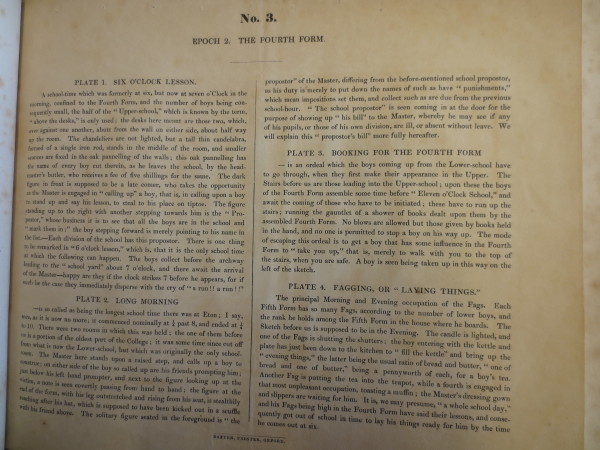 No. 3.
EPOCH 2. THE FOURTH FORM.
PLATE 1. SIX O'CLOCK LESSON.
A school-time which was formerly at six, but now at seven o'Clock in the
morning, confined to the Fourth Form, and the number of boys being con-
sequently small, the half of the "Upper-school," which is known by the term,
"above the desks," is only used; the desks here meant are those two, which,
over against one another, abutt from the wall on either side, about half way
up the room. The chandeliers are not lighted, but a tall thin candelabra,
formed of a single iron rod, stands in the middle of the room, and smaller
sconces are fixed in the oak pannelling of the walls; this oak pannelling has
the name of every boy cut therein, as he leaves the school, by the head-
master's butler, who receives a fee of five shillings for the same. The dark
figure in front is supposed to be a late comer, who takes the opportunity
as the Master is engaged in "calling up" a boy, that is, in calling upon a boy
to stand up and say his lesson, to steal to his place on tiptoe. The figure
standing up to the right with another stepping towards him is the "Pro-
postor," whose business it is to see that all the boys are in the school and
"mark them in;" the boy stepping forward is merely pointing to his name in
the list.—Each division of the school has this propostor. There is one thing
to be remarked in "6 o'clock lesson," which is, that it is the only school time
at which the following can happen. The boys collect before the archway
leading to the "school yard" about 7 o'clock, and there await the arrival
of the Master—happy are they if the clock strikes 7 before he appears, for if
such be the case they immediately disperse with the cry of "a run!! a run!!"
PLATE 2. LONG MORNING
—is so called as being the longest school time there was at Eton; I say,
was, as it is now no more; it commenced nominally at ¼ past 8, and ended at ¼
to 10. There were two rooms in which this was held; the one of them before
us is a portion of the oldest part of the College; it was some time since cut off
from what is now the Lower-school, but which was originally the only school-
room. The Master here stands upon a raised step, and calls up a boy to
construe: on either side of the boy so called up are his friends prompting him;
just below his left hand prompter, and next to the figure looking up at the
, a note is seen covertly passing from hand to hand; the figure at the
end of the form, with his leg outstretched and rising from his seat, is stealthily
reaching after his hat, which is supposed to have been kicked out in a scuffle
with his friend above. The solitary figure seated in the foreground is "the
propostor" of the Master, differing from the before-mentioned school propostor,
as his duty is merely to put down the names of such as have "punishments,"
which mean impositions set them, and collect such as are due from the previous
school-hour. "The school propostor" is seen coming in at the door for the
purpose of shewing up "his bill" to the Master, whereby he may see if any
of his pupils, or those of his own division, are ill, or absent without leave. We
will explain this "propostor's bill" more fully hereafter.
PLATE 3. BOOKING FOR THE FOURTH FORM
—is an ordeal which the boys coming up from the Lower-school have
to go through, when they first make their appearance in the Upper. The
Stairs before us are those leading into the Upper-school; upon these the boys
of the Fourth Form assemble some time before "Eleven o'Clock School," and
await the coming of those who have to be initiated; these have to run up the
stairs; running the gauntlet of a shower of books dealt upon them by the
assembled Fourth Form. No blows are allowed but those given by books held
in the hand, and no one is permitted to stop a boy on his way up. The mode
of escaping this ordeal is to get a boy that has some influence in the Fourth
Form to "take you up," that is, merely to walk with you to the top of
the stairs, when you are safe. A boy is seen being taken up in this way on the
left of the sketch.
PLATE 4. FAGGING, OR "LAYING THINGS."
The principal Morning and Evening occupation of the Fags. Each
Fifth Form has so many Fags, according to the number of lower boys, and
the rank he holds among the Fifth Form in the house where he boards. The
Sketch before us is supposed to be in the Evening. The candle is lighted, and
one of the Fags is shutting the shutters; the boy entering with the kettle and
plate has just been down to the kitchen to "fill the kettle" and bring up the
"evening things," the latter being the usual ratio of bread and butter, "one of
bread and one of butter," being a pennyworth of each, for a boy's tea.
Another Fag is putting the tea into the teapot, while a fourth is engaged in
that most unpleasant occupation, toasting a muffin; the Master's dressing gown
and slippers are waiting for him. It is, we may presume, "a whole school day,"
and his Fags being high in the Fourth Form have said their lessons, and conse-
quently got out of school in time to lay his things ready for him by the time
he comes out at six.
BAXTER, PRINTER, OXFORD.